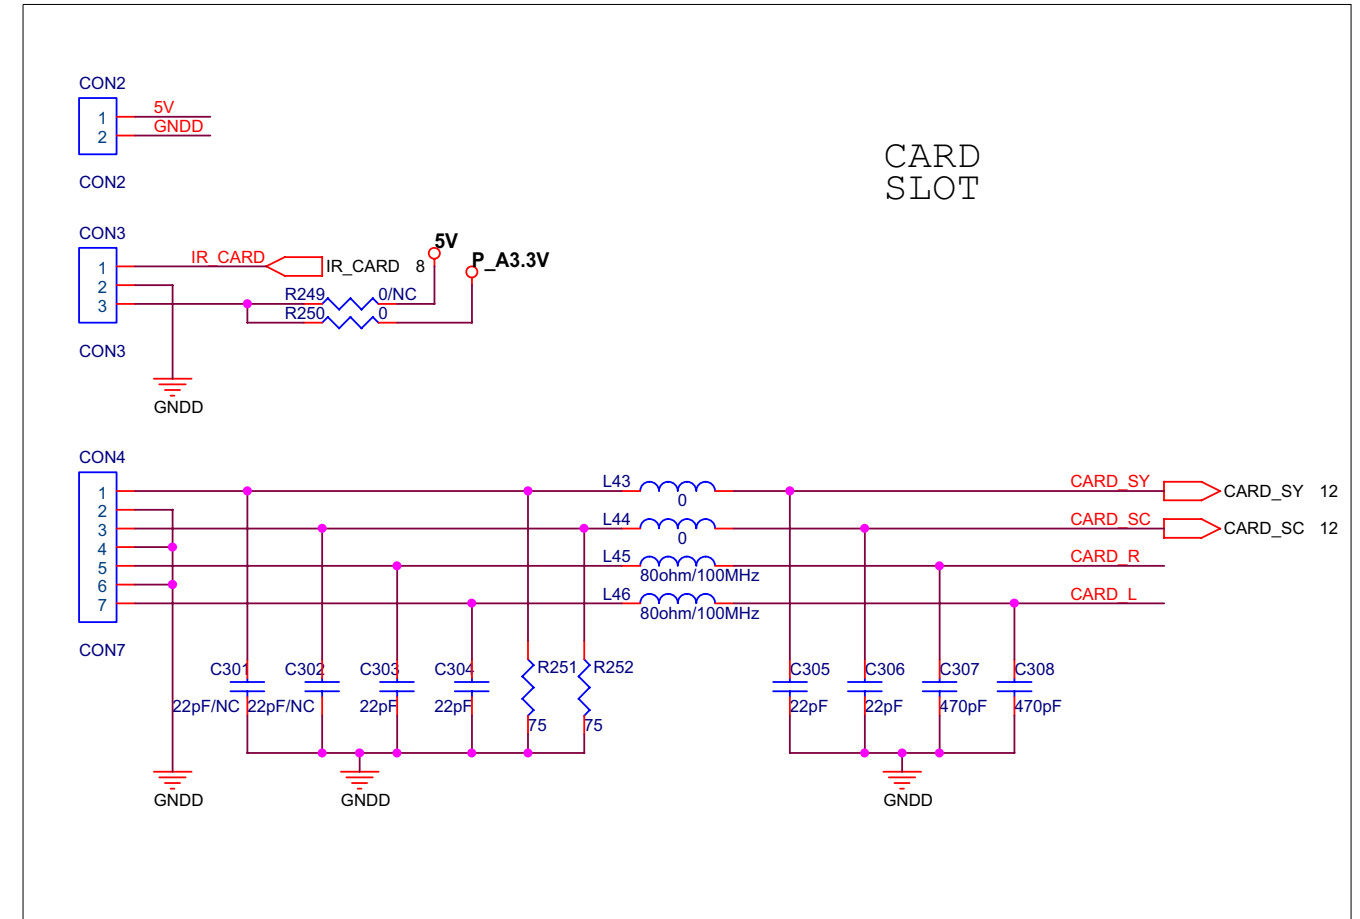 CON2
1
5V
2
GNDD
CON2
CARD
SLOT
CON3
1
IR_CARD
IR_CARD 8
2
3
5V
P_A3.3V
R249
0/NC
R250
0
CON3
GNDD
CON4
1
2
3
4
5
6
7
CON7
L43
0
L44
0
L45
80ohm/100MHz
L46
80ohm/100MHz
CARD_SY
CARD_SY 12
CARD_SC
CARD_SC 12
CARD_R
CARD_L
C301
22pF/NC
C302
22pF/NC
C303
22pF
C304
22pF
R251
75
R252
75
C305
22pF
C306
22pF
C307
470pF
C308
470pF
GNDD
GNDD
GNDD